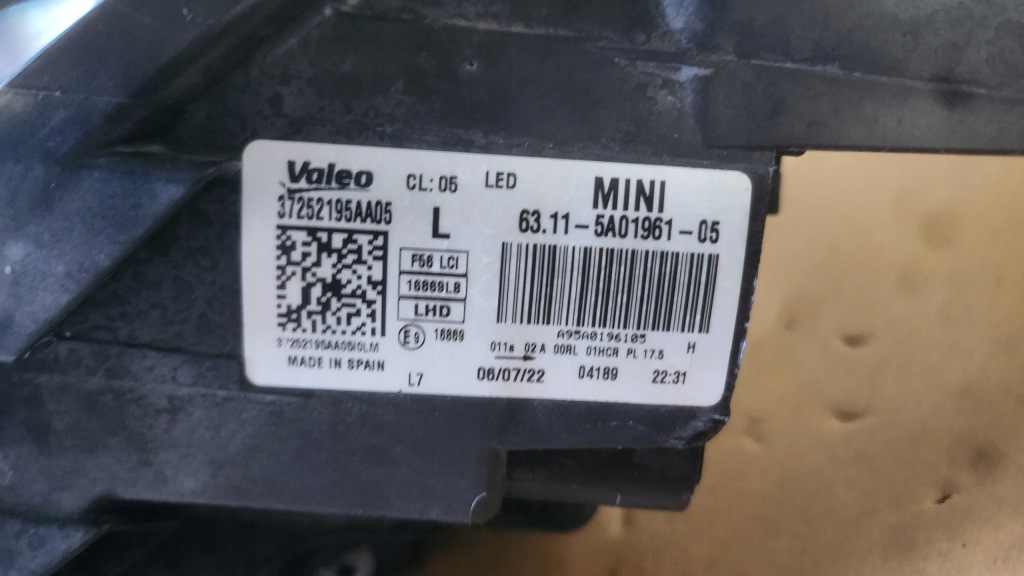 Valeo CL: 05 LED MINI
37252195AA05 L 63.11-5A01961-05
F56 LCI
16869LB
LHD
A95A0196105
37252195AA05I0LM E9 16869 011a 02A 00RL 01HCR PL 17.5 H
MADE IN SPAIN L7 06/07/22 04189 22:31